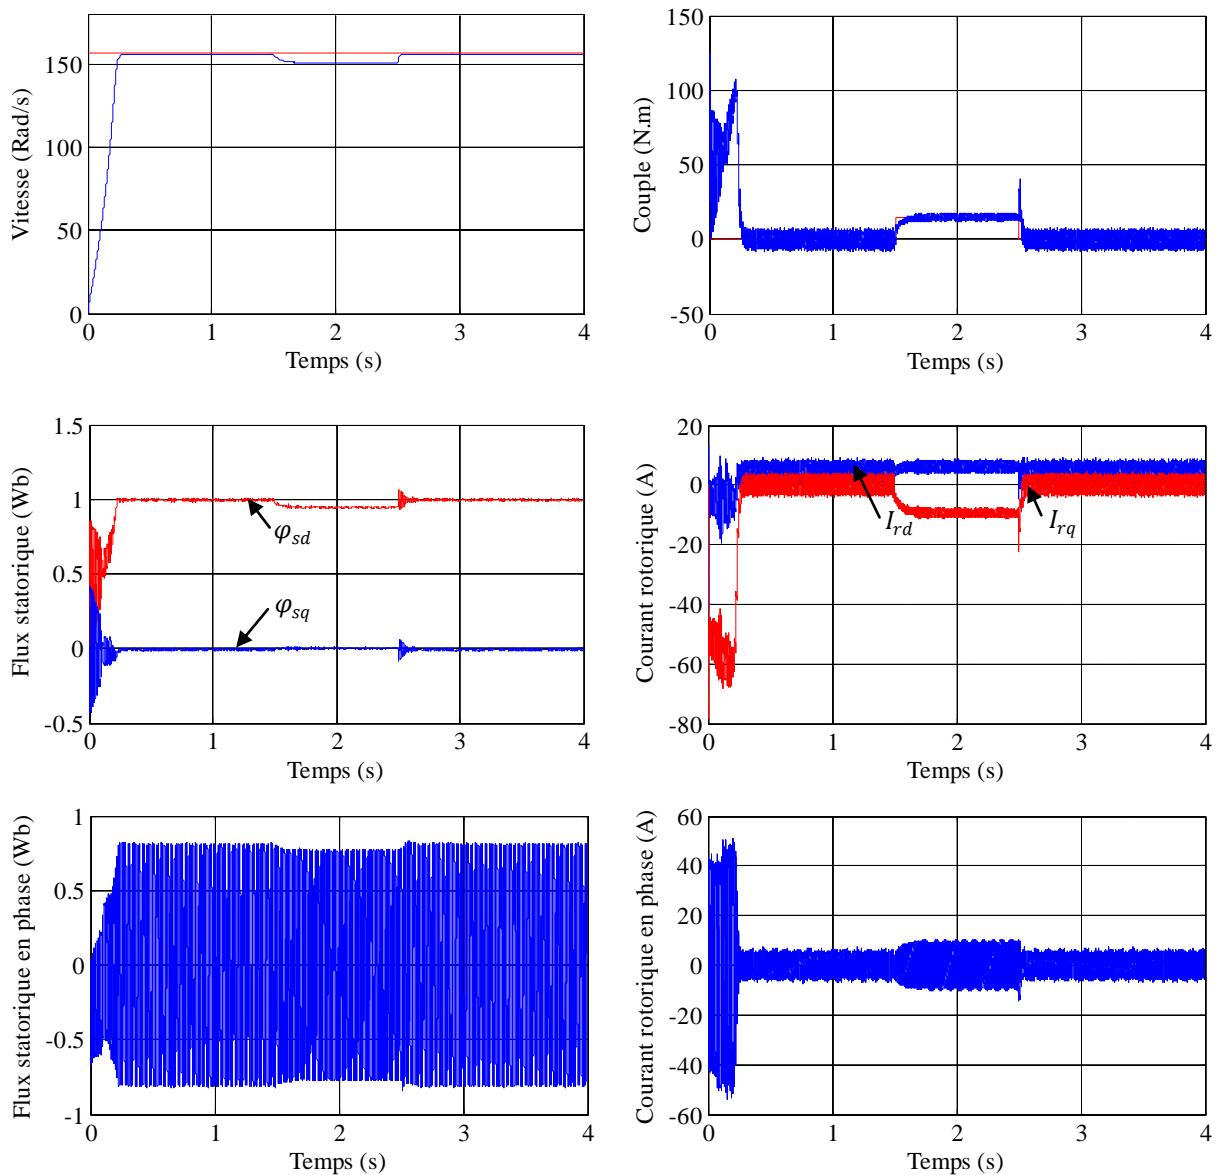 Vitesse (Rad/s)
150
100
50
0
0 1 2 3 4
Temps (s)
Couple (N.m)
150
100
50
0
-50
0 1 2 3 4
Temps (s)
Flux statorique (Wb)
1.5
1
0.5
0
-0.5
φsd
φsq
0 1 2 3 4
Temps (s)
Courant rotorique (A)
20
0
-20
-40
-60
-80
Ird
Irq
0 1 2 3 4
Temps (s)
Flux statorique en phase (Wb)
1
0.5
0
-0.5
-1
0 1 2 3 4
Temps (s)
Courant rotorique en phase (A)
60
40
20
0
-20
-40
-60
0 1 2 3 4
Temps (s)